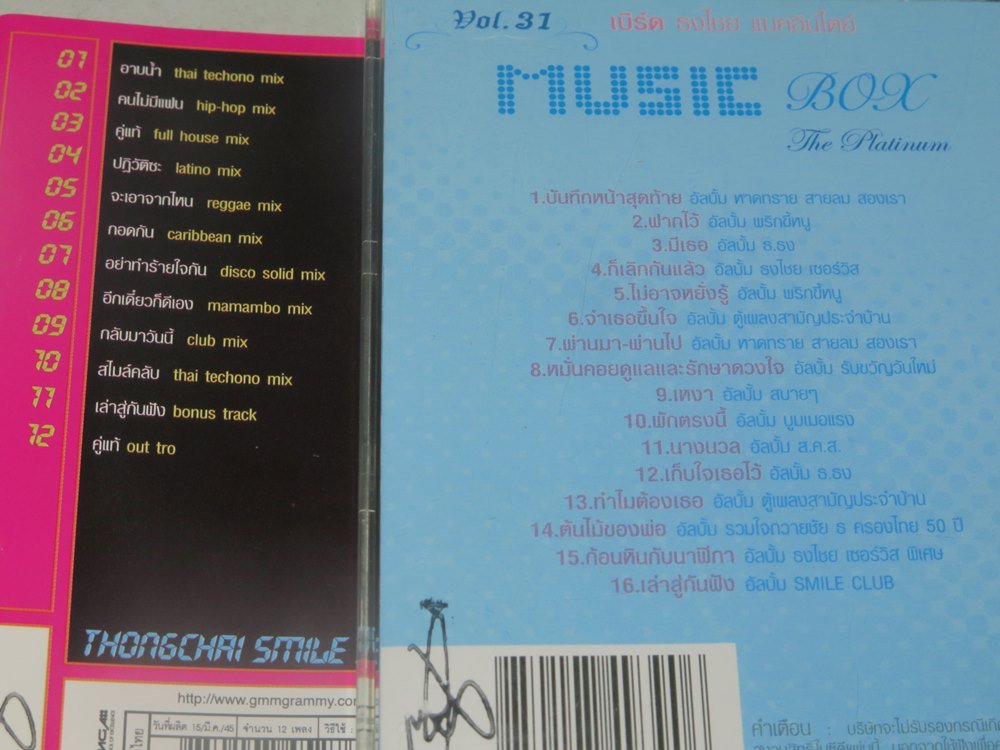 01 อาบน้ำ thai techono mix
02 คนไม่มีแฟน hip-hop mix
03 คู่แท้ full house mix
04 ปฏิวัติซะ latino mix
05 จะเอาจากไหน reggae mix
06 กอดกัน caribbean mix
07 อย่าทำร้ายใจกัน disco solid mix
08 อีกเดี๋ยวก็ดีเอง mamambo mix
09 กลับมาวันนี้ club mix
10 สไมล์คลับ thai techono mix
11 เล่าสู่กันฟัง bonus track
12 คู่แท้ out tro
THONGCHAI SMILE
http://www.gmmgrammy.co
วันที่ผลิต 15/มี.ค./45 จำนวน 12 เพลง วิธีใช้ :
Vol. 31 เบิร์ด ธงไชย แมคอินไตย์
MUSIC BOX
The Platinum
1.บันทึกหน้าสุดท้าย อัลบั้ม หาดทราย สายลม สองเรา
2.ฝากไว้ อัลบั้ม พริกขี้หนู
3.มีเธอ อัลบั้ม ธ.ธง
4.ก็เลิกกันแล้ว อัลบั้ม ธงไชย เซอร์วิส
5.ไม่อาจหยั่งรู้ อัลบั้ม พริกขี้หนู
6.จำเธอขึ้นใจ อัลบั้ม ตู้เพลงสามัญประจำบ้าน
7.ผ่านมา-ผ่านไป อัลบั้ม หาดทราย สายลม สองเรา
8.หมั่นคอยดูแลและรักษาดวงใจ อัลบั้ม รับขวัญวันใหม่
9.เหงา อัลบั้ม สบายๆ
10.พักตรงนี้ อัลบั้ม บูมเมอแรง
11.นางนวล อัลบั้ม ส.ค.ส.
12.เก็บใจเธอไว้ อัลบั้ม ธ.ธง
13.ทำไมต้องเธอ อัลบั้ม ตู้เพลงสามัญประจำบ้าน
14.ต้นไม้ของพ่อ อัลบั้ม รวมใจถวายชัย ธ ครองไทย 50 ปี
15.ก้อนหินกับนาฬิกา อัลบั้ม ธงไชย เซอร์วิส พิเศษ
16.เล่าสู่กันฟัง อัลบั้ม SMILE CLUB
คำเตือน : บริษัทจะไม่รับรองกรณีเกิด